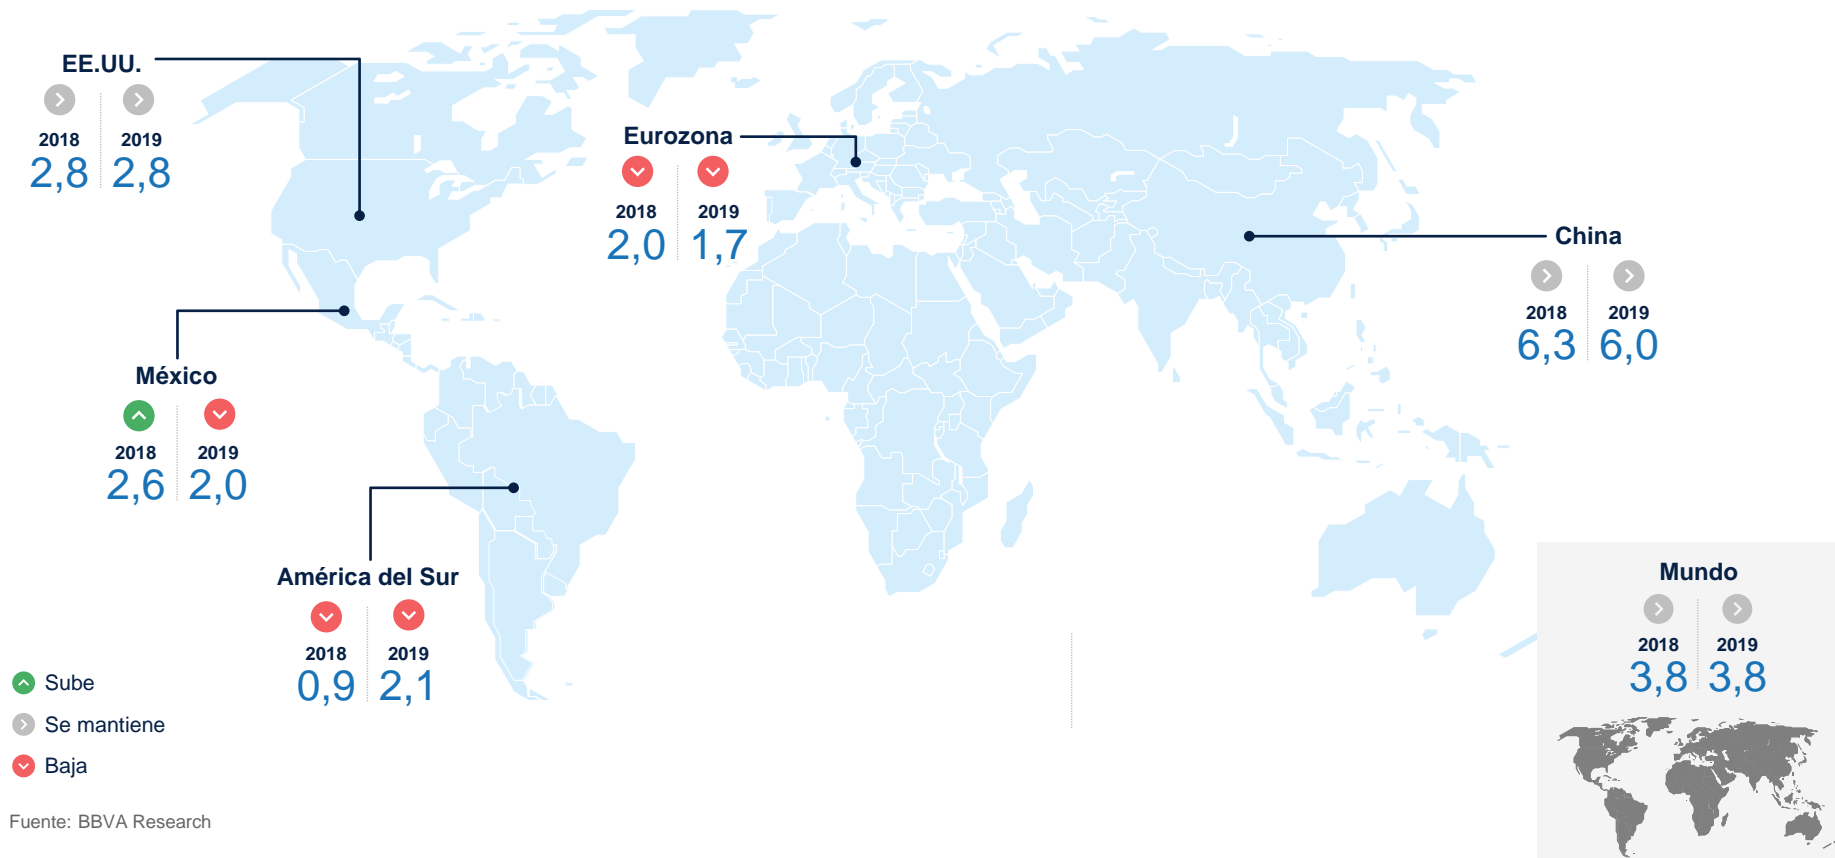 EE.UU.
2018 2019
2,8 2,8
Eurozona
2018 2019
2,0 1,7
China
2018 2019
6,3 6,0
México
2018 2019
2,6 2,0
América del Sur
2018 2019
0,9 2,1
Mundo
2018 2019
3,8 3,8
Sube
Se mantiene
Baja
Fuente: BBVA Research